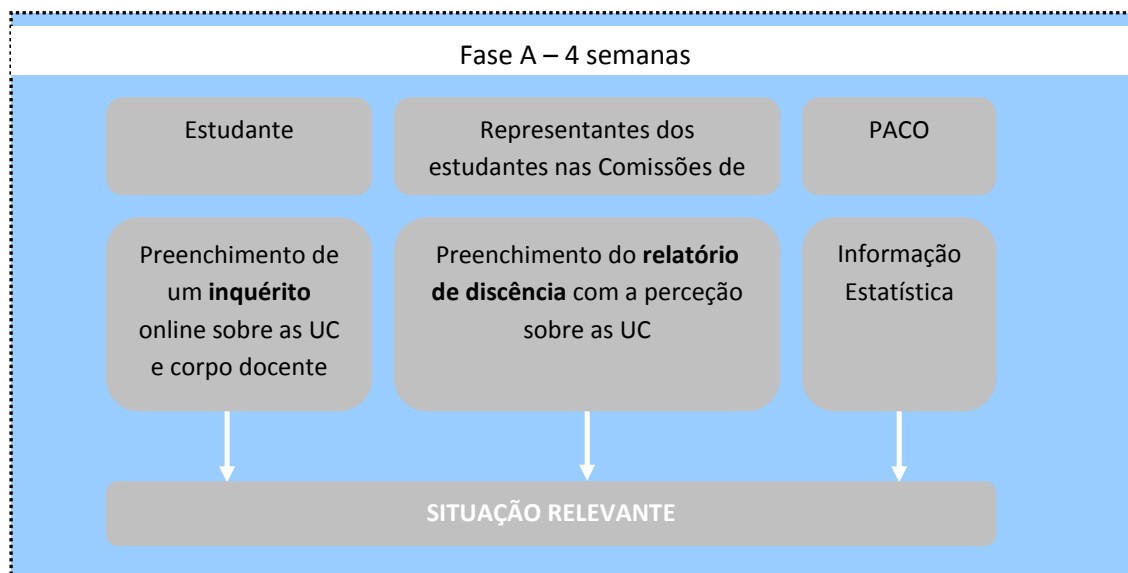 Fase A – 4 semanas
Estudante
Representantes dos
estudantes nas Comissões de
PACO
Preenchimento de
um inquérito
online sobre as UC
e corpo docente
Preenchimento do relatório
de discência com a perceção
sobre as UC
Informação
Estatística
SITUAÇÃO RELEVANTE